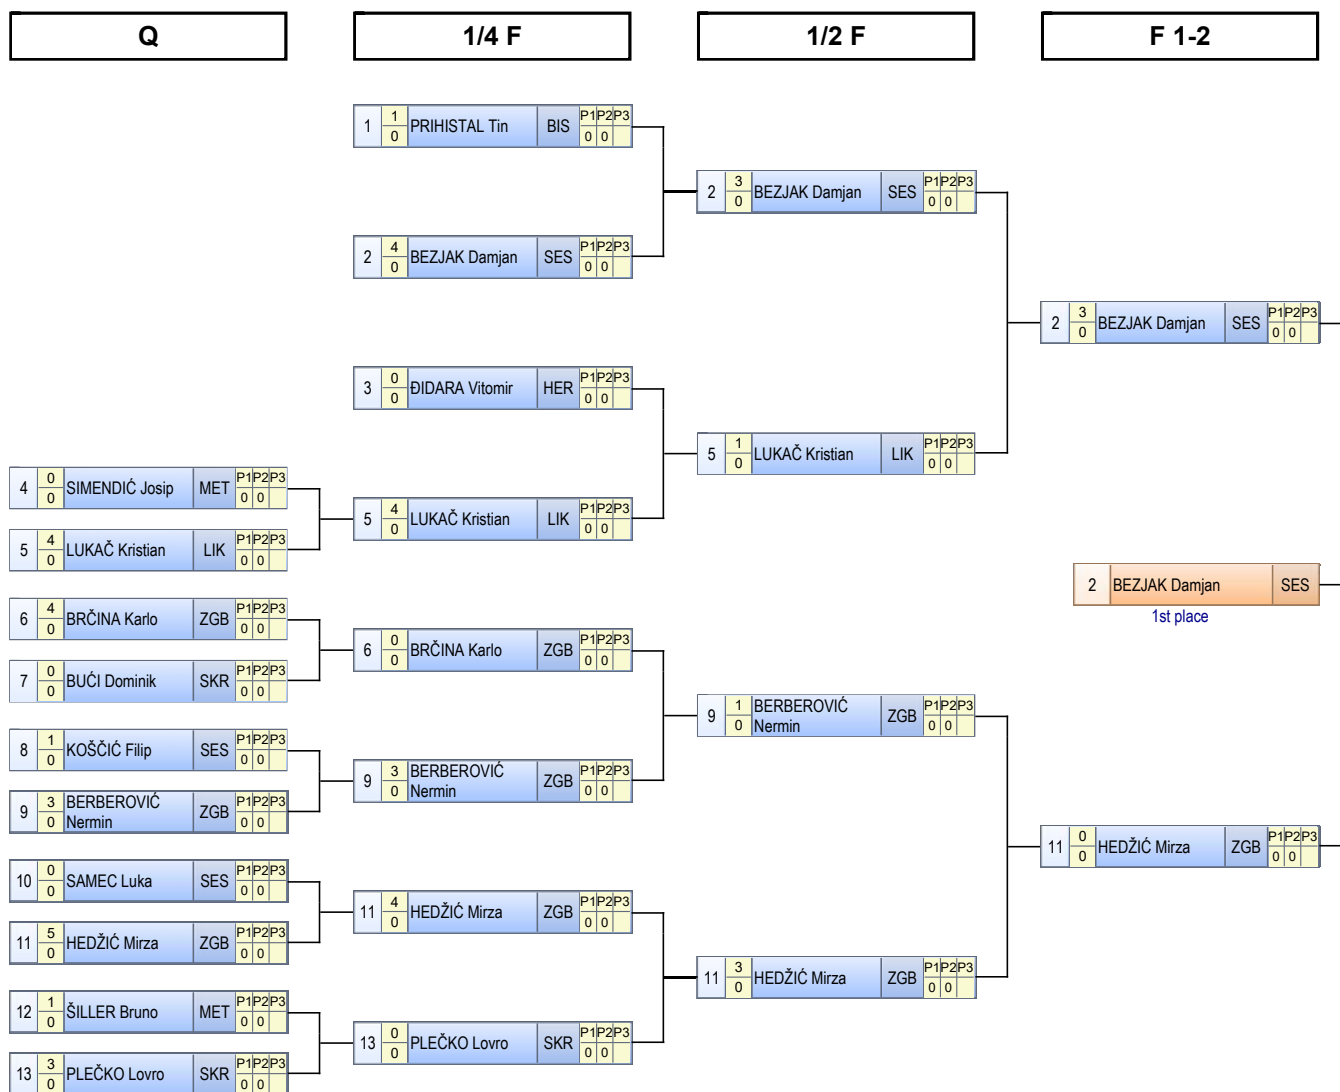 Q
1/4 F
1/2 F
F 1-2
1 1 0 PRIHISTAL Tin BIS P1 P2 P3 0 0
2 4 0 BEZJAK Damjan SES P1 P2 P3 0 0
3 0 0 ĐIDARA Vitomir HER P1 P2 P3 0 0
4 0 0 SIMENDIĆ Josip MET P1 P2 P3 0 0
5 4 0 LUKAČ Kristian LIK P1 P2 P3 0 0
6 4 0 BRČINA Karlo ZGB P1 P2 P3 0 0
7 0 0 BUĆI Dominik SKR P1 P2 P3 0 0
8 1 0 KOŠČIĆ Filip SES P1 P2 P3 0 0
9 3 0 BERBEROVIĆ
Nermin ZGB P1 P2 P3 0 0
10 0 0 SAMEC Luka SES P1 P2 P3 0 0
11 5 0 HEDŽIĆ Mirza ZGB P1 P2 P3 0 0
12 1 0 ŠILLER Bruno MET P1 P2 P3 0 0
13 3 0 PLEČKO Lovro SKR P1 P2 P3 0 0
5 4 0 LUKAČ Kristian LIK P1 P2 P3 0 0
6 0 0 BRČINA Karlo ZGB P1 P2 P3 0 0
9 3 0 BERBEROVIĆ
Nermin ZGB P1 P2 P3 0 0
11 4 0 HEDŽIĆ Mirza ZGB P1 P2 P3 0 0
13 0 0 PLEČKO Lovro SKR P1 P2 P3 0 0
2 3 0 BEZJAK Damjan SES P1 P2 P3 0 0
5 1 0 LUKAČ Kristian LIK P1 P2 P3 0 0
9 1 0 BERBEROVIĆ
Nermin ZGB P1 P2 P3 0 0
11 3 0 HEDŽIĆ Mirza ZGB P1 P2 P3 0 0
2 3 0 BEZJAK Damjan SES P1 P2 P3 0 0
2 BEZJAK Damjan SES
1st place
11 0 0 HEDŽIĆ Mirza ZGB P1 P2 P3 0 0